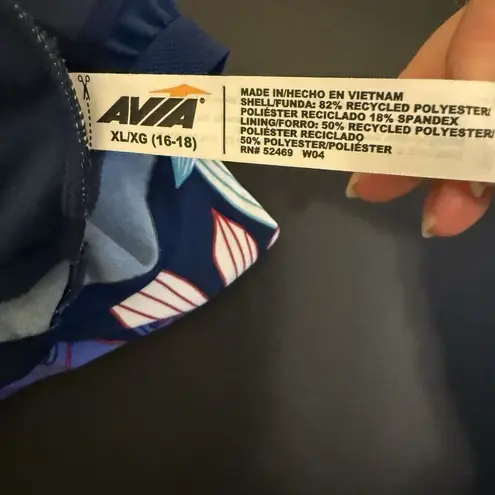 AVIA®
XL/XG (16-18)
MADE IN/HECHO EN VIETNAM
SHELL/FUNDA: 82% RECYCLED POLYESTER/
POLIÉSTER RECICLADO 18% SPANDEX
LINING/FORRO: 50% RECYCLED POLYESTER/
POLIÉSTER RECICLADO
50% POLYESTER/POLIÉSTER
RN# 52469 W04